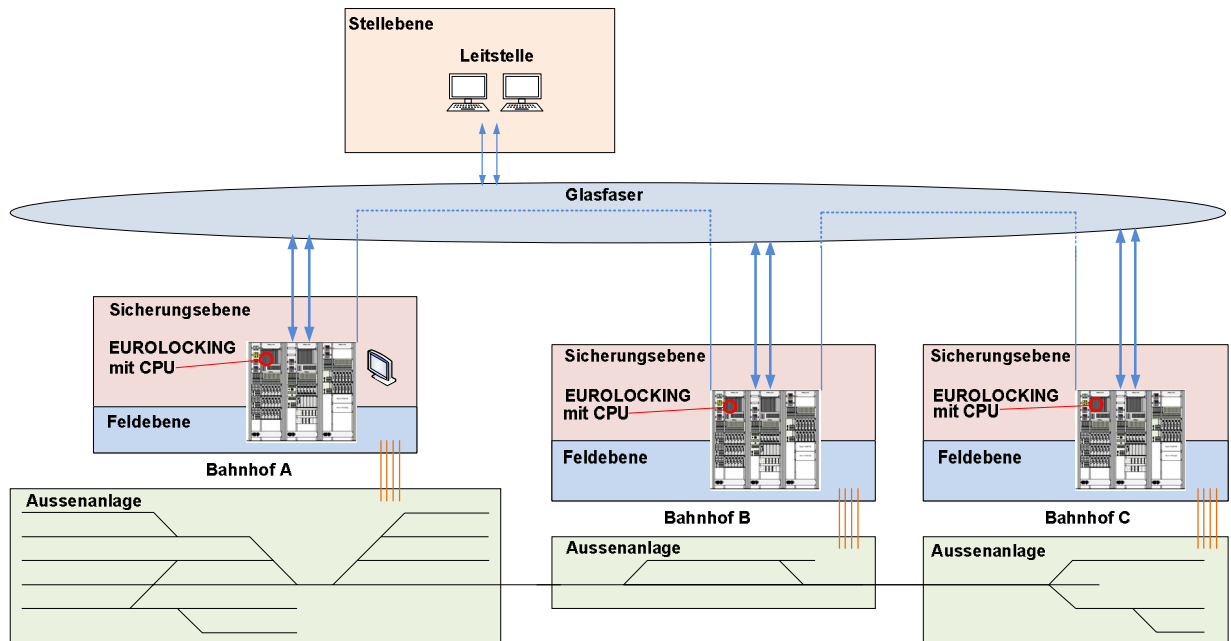 Stellebene
Leitstelle
Glasfaser
Sicherungsebene
EUROLOCKING
mit CPU
Feldebene
Bahnhof A
Sicherungsebene
EUROLOCKING
mit CPU
Feldebene
Bahnhof B
Sicherungsebene
EUROLOCKING
mit CPU
Feldebene
Bahnhof C
Aussenanlage
Aussenanlage
Aussenanlage